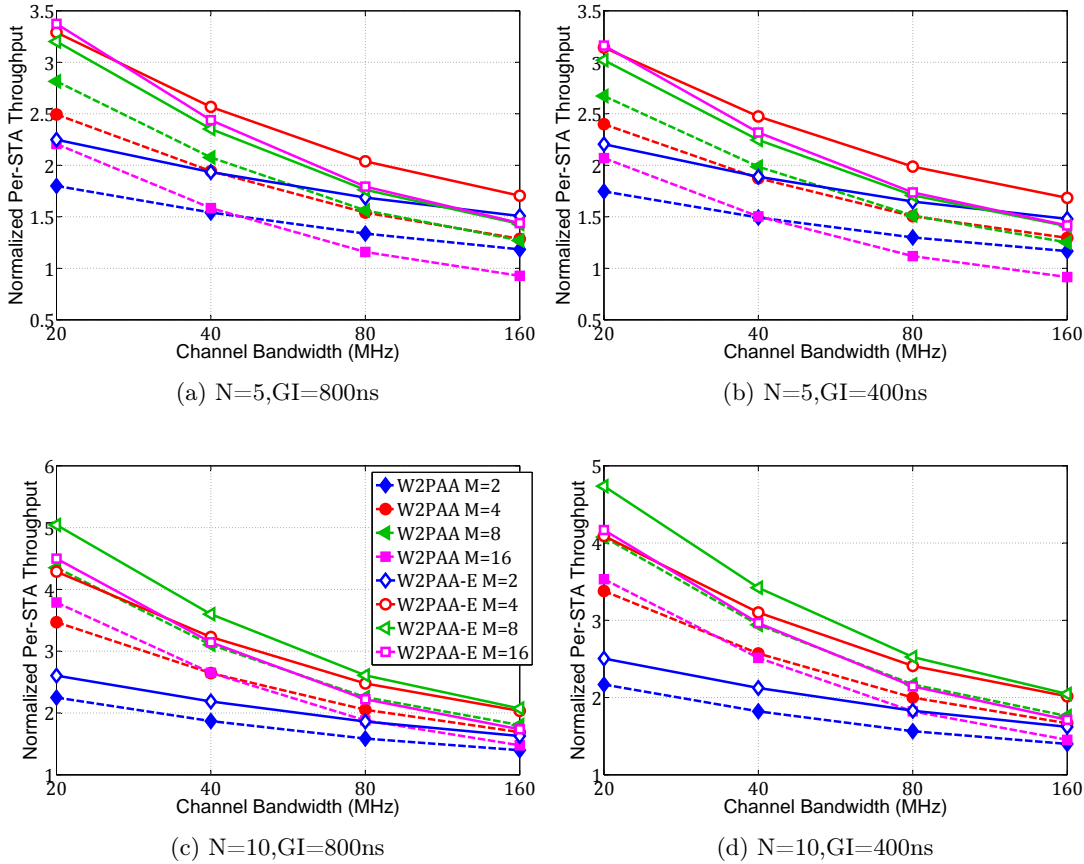 3.5
3
2.5
2
1.5
1
0.5
Normalized Per-STA Throughput
20 40 80 160
Channel Bandwidth (MHz)
(a) N=5,GI=800ns
3.5
3
2.5
2
1.5
1
0.5
Normalized Per-STA Throughput
20 40 80 160
Channel Bandwidth (MHz)
(b) N=5,GI=400ns
6
5
4
3
2
1
Normalized Per-STA Throughput
W2PAA M=2
W2PAA M=4
W2PAA M=8
W2PAA M=16
W2PAA-E M=2
W2PAA-E M=4
W2PAA-E M=8
W2PAA-E M=16
20 40 80 160
Channel Bandwidth (MHz)
(c) N=10,GI=800ns
5
4
3
2
1
Normalized Per-STA Throughput
20 40 80 160
Channel Bandwidth (MHz)
(d) N=10,GI=400ns